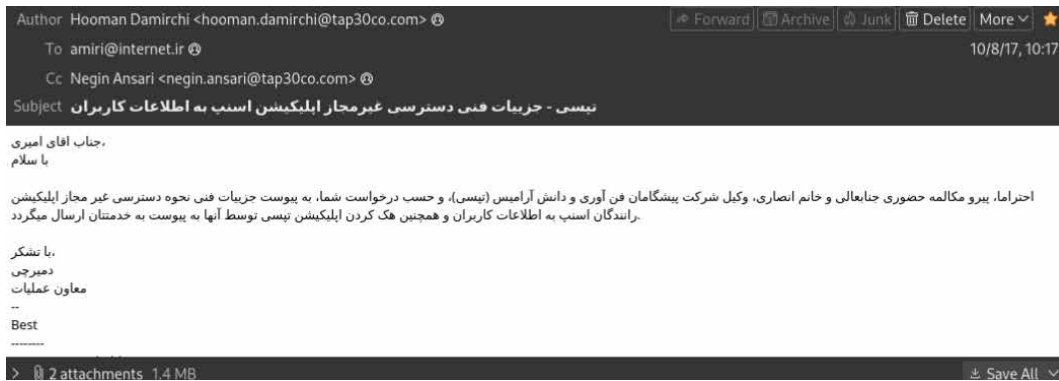 Author Hooman Damirchi <hooman.damirchi@tap30co.com>
Forward Archive Junk Delete More
To amiri@internet.ir
10/8/17, 10:17
Cc Negin Ansari <negin.ansari@tap30co.com>
Subject تپسی - جزییات فنی دسترسی غیرمجاز اپلیکیشن اسنپ به اطلاعات کاربران
جناب اقای امیری،
با سلام
احتراما، پیرو مکالمه حضوری جنابعالی و خانم انصاری، وکیل شرکت پیشگامان فن آوری و دانش آرامیس (تپسی)، و حسب درخواست شما، به پیوست جزییات فنی نحوه دسترسی غیر مجاز اپلیکیشن
رانندگان اسنپ به اطلاعات کاربران و همچنین هک کردن اپلیکیشن تپسی توسط آنها به پیوست به خدمتتان ارسال میگردد.
با تشکر،
دمیرچی
معاون عملیات
--
Best
--------
2 attachments 1.4 MB
Save All